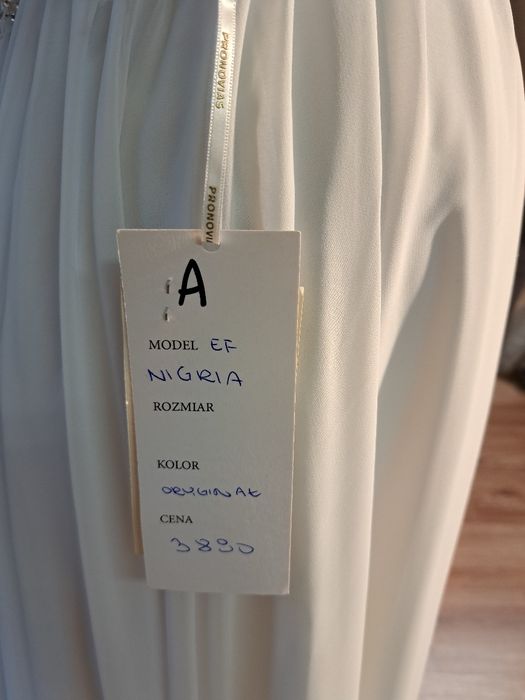 PRONOVIAS
PRONOVI
A
MODEL EF
NIGRIA
ROZMIAR
KOLOR
ORYGINAŁ
CENA
3890